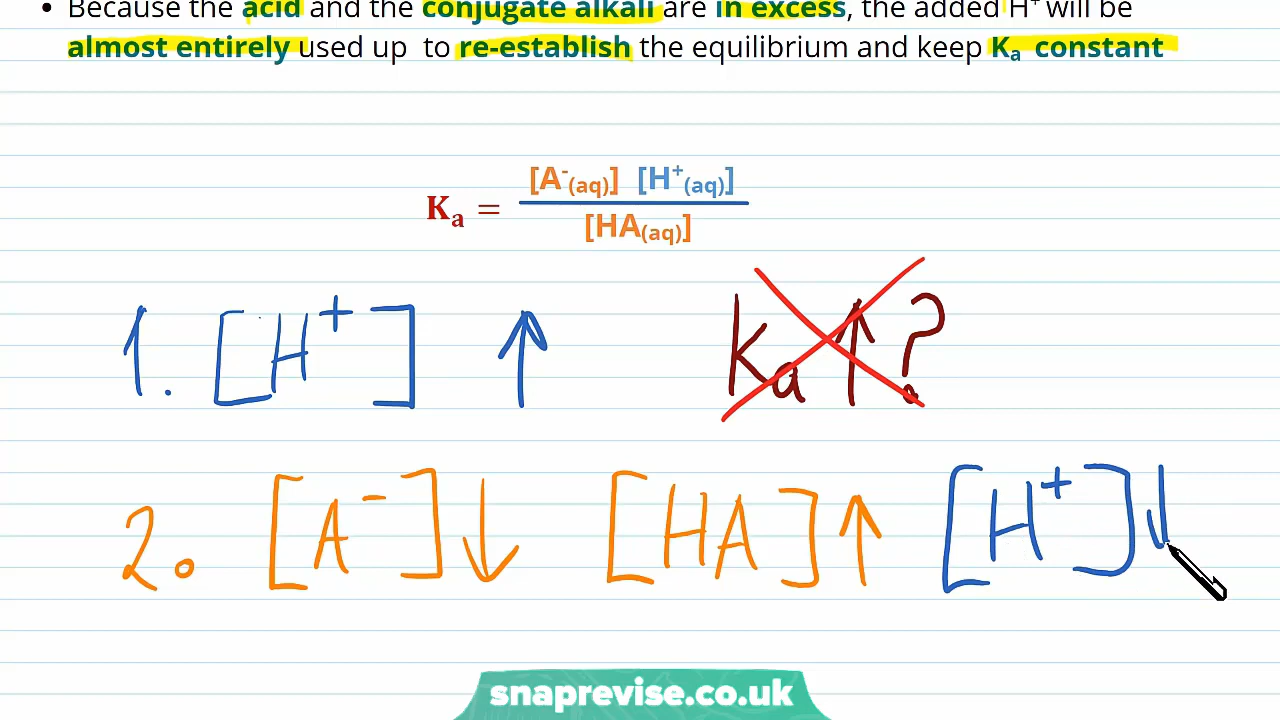 • Because the acid and the conjugate alkali are in excess, the added H⁺ will be
almost entirely used up to re-establish the equilibrium and keep Kₐ constant
Kₐ = [A⁻(aq)] [H⁺(aq)]
[HA(aq)]
1. [H⁺] ↑ Kₐ ↑ ?
2. [A⁻] ↓ [HA] ↑ [H⁺] ↓
snaprevise.co.uk